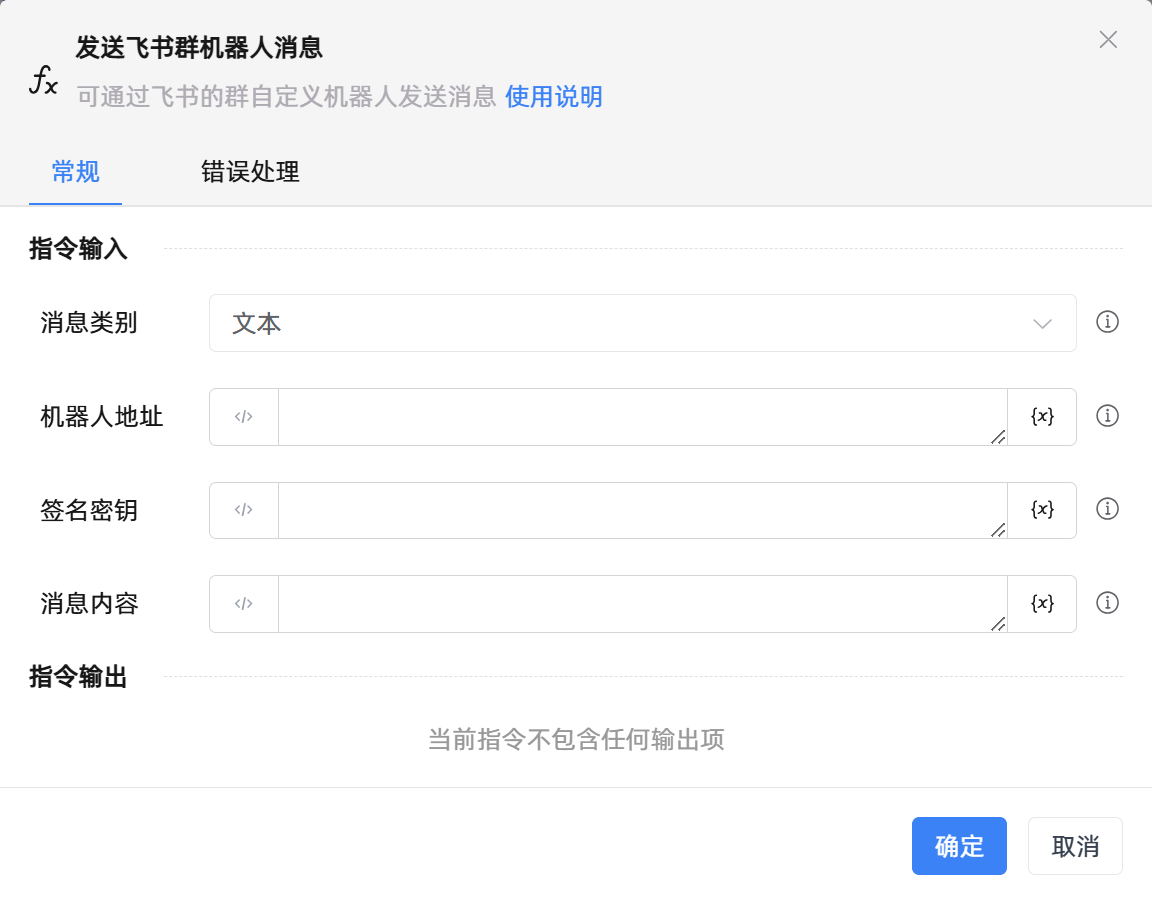 发送飞书群机器人消息
fx
可通过飞书的群自定义机器人发送消息 使用说明
常规 错误处理
指令输入
消息类别 文本
机器人地址 </> {x}
签名密钥 </> {x}
消息内容 </> {x}
指令输出
当前指令不包含任何输出项
确定 取消